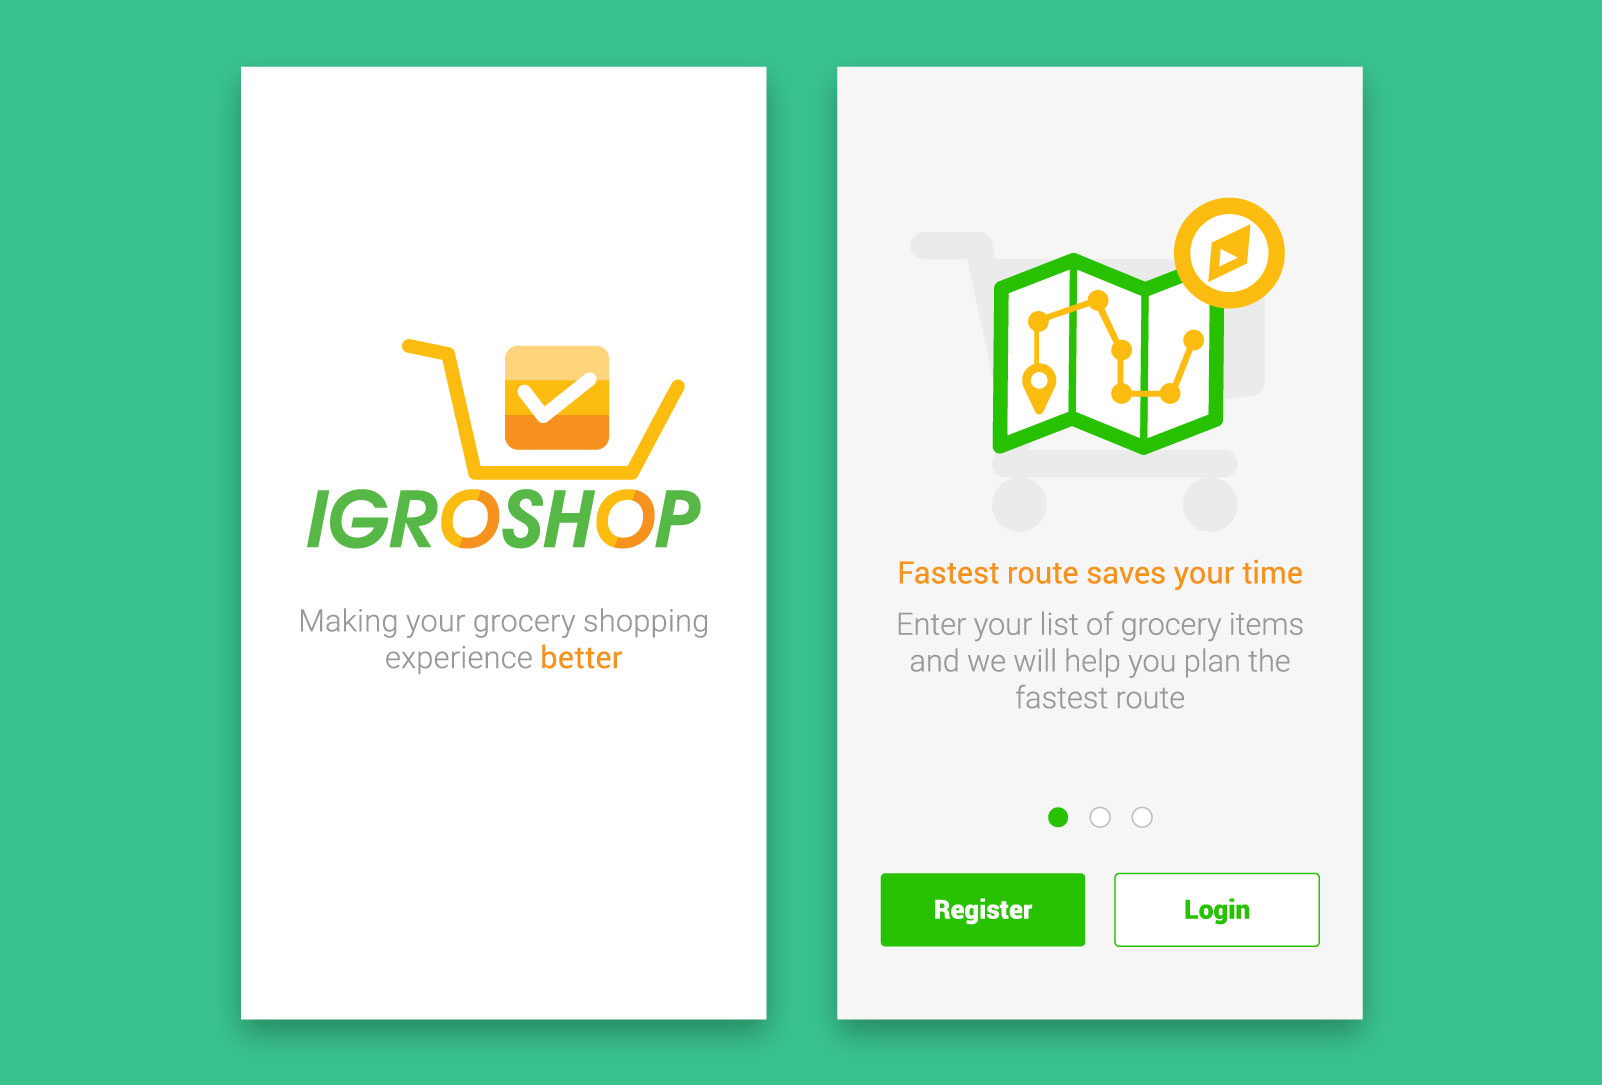 IGROSHOP
Making your grocery shopping
experience better
Fastest route saves your time
Enter your list of grocery items
and we will help you plan the
fastest route
Register
Login